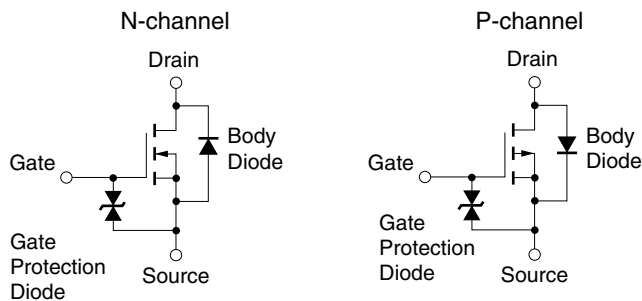 N-channel
Drain
Body
Diode
Gate
Gate
Protection
Diode
Source
P-channel
Drain
Body
Diode
Gate
Gate
Protection
Diode
Source